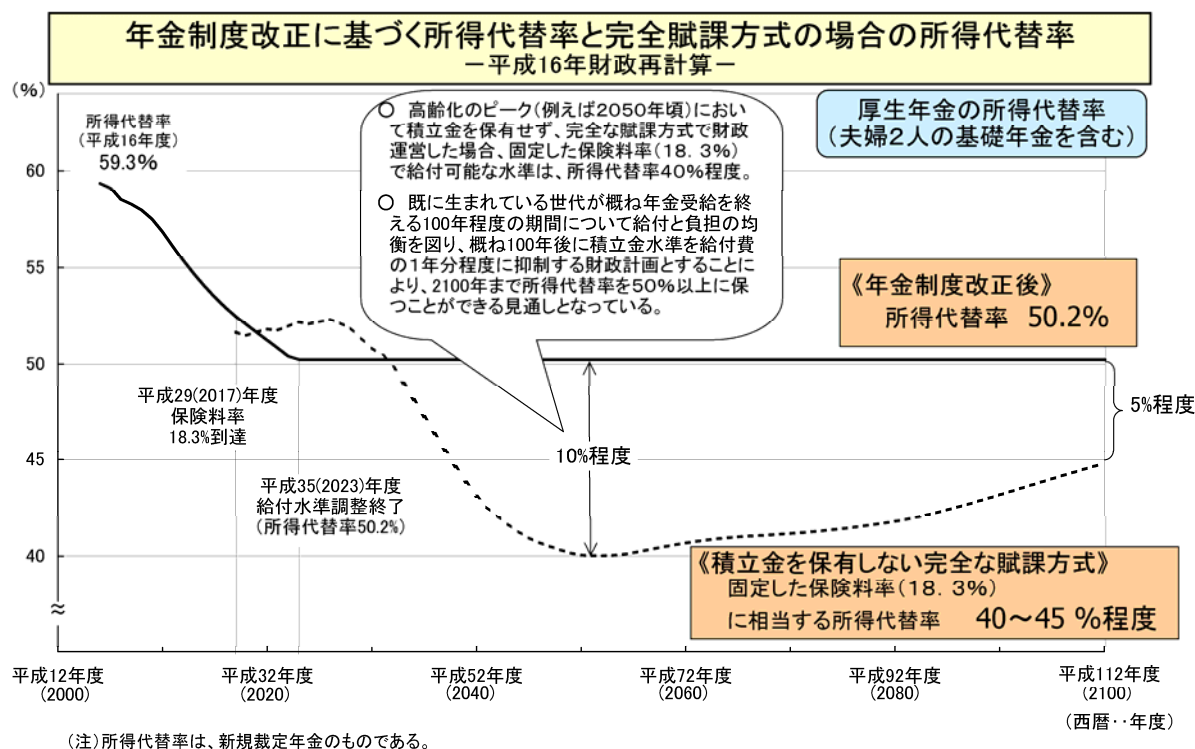 年金制度改正に基づく所得代替率と完全賦課方式の場合の所得代替率
－平成16年財政再計算－
(%)
60
55
50
45
40
所得代替率
(平成16年度)
59.3%
○ 高齢化のピーク(例えば2050年頃)におい
て積立金を保有せず、完全な賦課方式で財政
運営した場合、固定した保険料率(18．3%)
で給付可能な水準は、所得代替率40%程度。
○ 既に生まれている世代が概ね年金受給を終
える100年程度の期間について給付と負担の均
衡を図り、概ね100年後に積立金水準を給付費
の1年分程度に抑制する財政計画とすることに
より、2100年まで所得代替率を50%以上に保
つことができる見通しとなっている。
厚生年金の所得代替率
(夫婦2人の基礎年金を含む)
《年金制度改正後》
所得代替率 50.2%
平成29(2017)年度
保険料率
18.3%到達
平成35(2023)年度
給付水準調整終了
(所得代替率50.2%)
10%程度
5%程度
《積立金を保有しない完全な賦課方式》
固定した保険料率(18．3%)
に相当する所得代替率 40～45 %程度
平成12年度
(2000)
平成32年度
(2020)
平成52年度
(2040)
平成72年度
(2060)
平成92年度
(2080)
平成112年度
(2100)
(西暦‥年度)
(注)所得代替率は、新規裁定年金のものである。